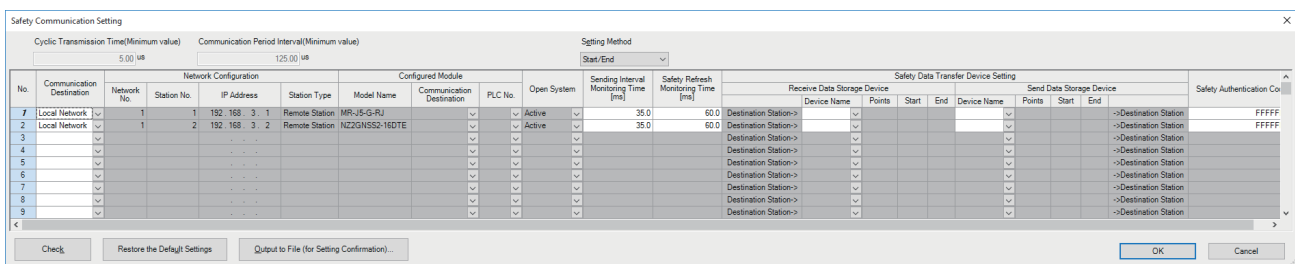 Safety Communication Setting
Cyclic Transmission Time(Minimum value) Communication Period Interval(Minimum value) Setting Method
5.00 us 125.00 us Start/End
No. Communication Destination Network Configuration Configured Module Open System Sending Interval Monitoring Time [ms] Safety Refresh Monitoring Time [ms] Safety Data Transfer Device Setting
Network No. Station No. IP Address Station Type Model Name Communication Destination PLC No. Receive Data Storage Device Send Data Storage Device Safety Authentication Co
Device Name Points Start End Device Name Points Start End
1 Local Network 1 1 192 . 168 . 3 . 1 Remote Station MR-J5-G-RJ Active 35.0 60.0 Destination Station-> ->Destination Station FFFFF
2 Local Network 1 2 192 . 168 . 3 . 2 Remote Station NZ2GNSS2-16DTE Active 35.0 60.0 Destination Station-> ->Destination Station FFFFF
3 . . . Destination Station-> ->Destination Station
4 . . . Destination Station-> ->Destination Station
5 . . . Destination Station-> ->Destination Station
6 . . . Destination Station-> ->Destination Station
7 . . . Destination Station-> ->Destination Station
8 . . . Destination Station-> ->Destination Station
9 . . . Destination Station-> ->Destination Station
Check Restore the Default Settings Output to File (for Setting Confirmation)... OK Cancel